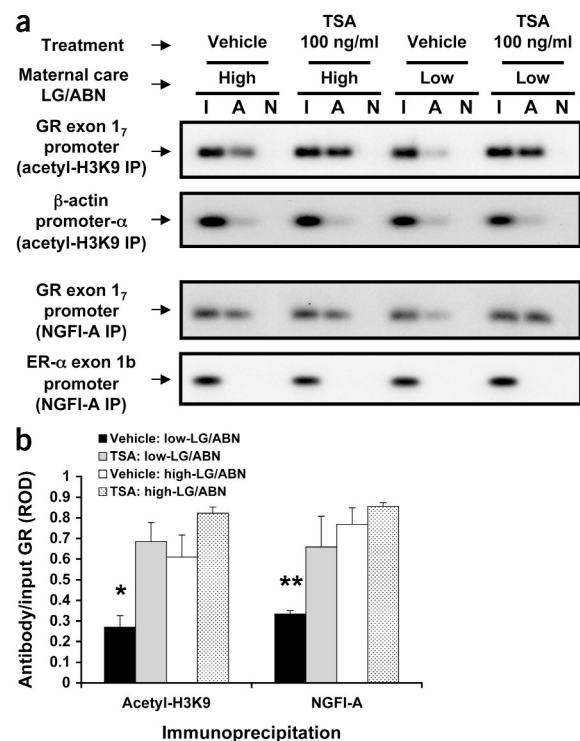 a
Treatment
Vehicle
TSA
100 ng/ml
Vehicle
TSA
100 ng/ml
Maternal care
LG/ABN
High
High
Low
Low
I A N I A N I A N I A N
GR exon 1₇
promoter
(acetyl-H3K9 IP)
β-actin
promoter-α
(acetyl-H3K9 IP)
GR exon 1₇
promoter
(NGFI-A IP)
ER-α exon 1b
promoter
(NGFI-A IP)
b
Vehicle: low-LG/ABN
TSA: low-LG/ABN
Vehicle: high-LG/ABN
TSA: high-LG/ABN
Antibody/input GR (ROD)
1
0.9
0.8
0.7
0.6
0.5
0.4
0.3
0.2
0.1
0
*
**
Acetyl-H3K9
NGFI-A
Immunoprecipitation